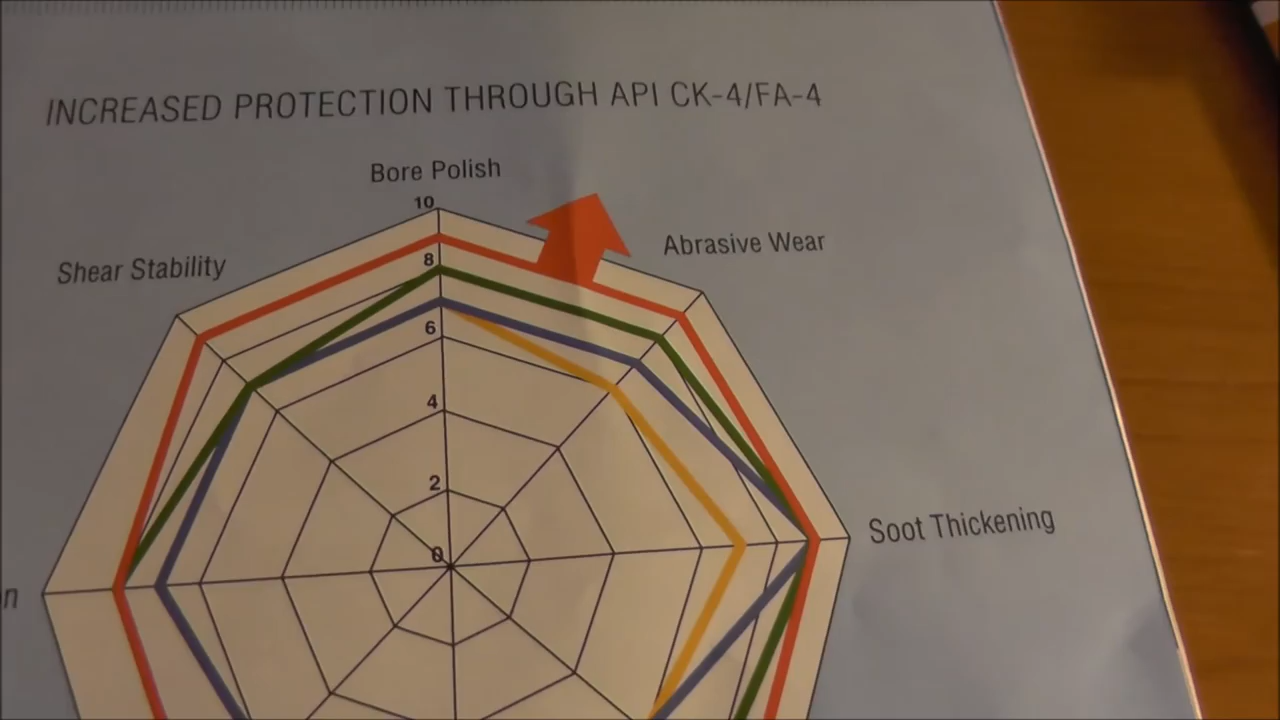 INCREASED PROTECTION THROUGH API CK-4/FA-4
Bore Polish
10
Abrasive Wear
Shear Stability
8
6
4
Soot Thickening
2
0
n